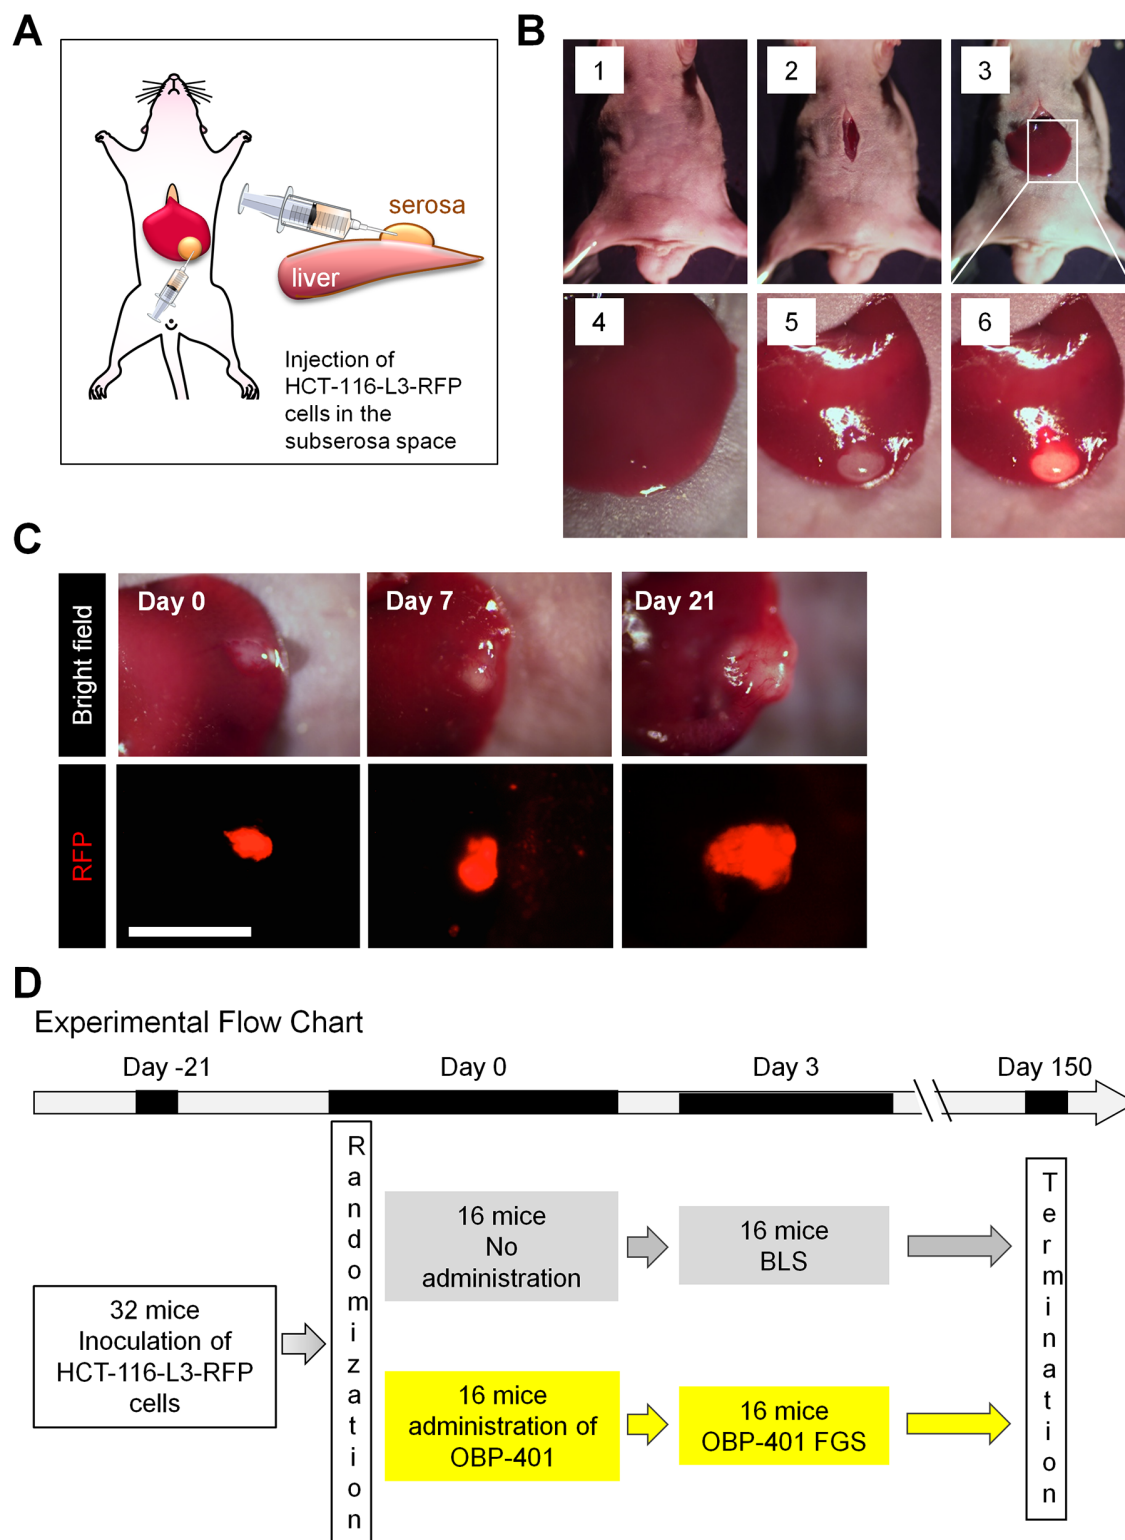 A
serosa
liver
Injection of
HCT-116-L3-RFP
cells in the
subserosa space
B
1
2
3
4
5
6
C
Bright field
Day 0
Day 7
Day 21
RFP
D
Experimental Flow Chart
Day -21
Day 0
Day 3
Day 150
32 mice
Inoculation of
HCT-116-L3-RFP
cells
Randomization
16 mice
No
administration
16 mice
BLS
16 mice
administration of
OBP-401
16 mice
OBP-401 FGS
Termination